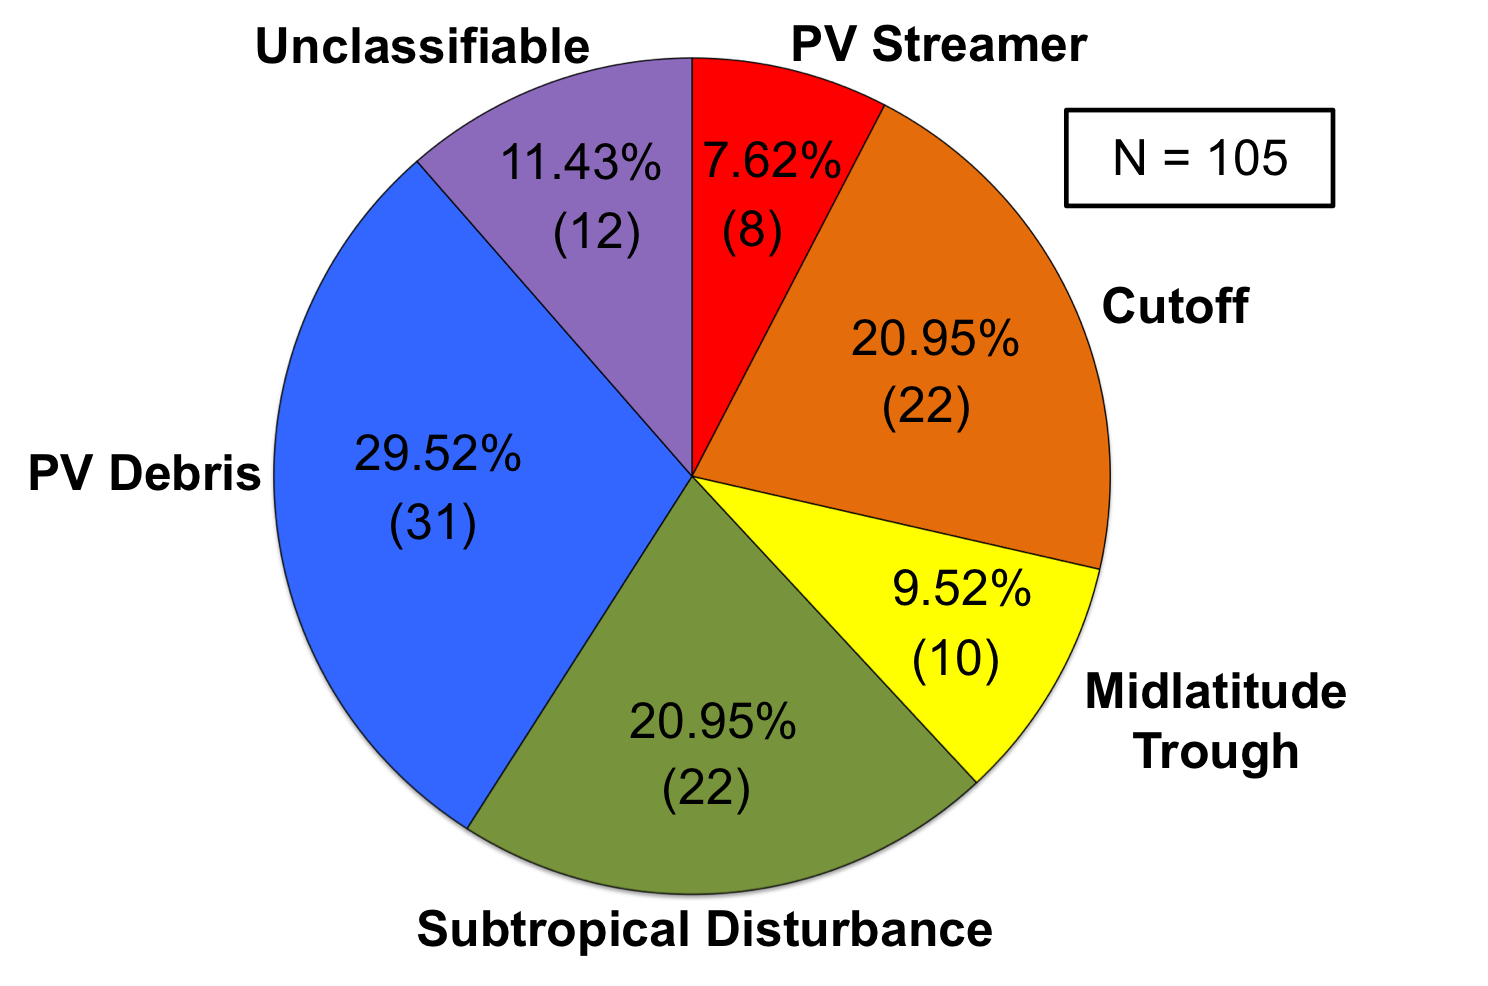 Unclassifiable
PV Streamer
11.43%
(12)
7.62%
(8)
N = 105
Cutoff
20.95%
(22)
PV Debris
29.52%
(31)
9.52%
(10)
Midlatitude
Trough
20.95%
(22)
Subtropical Disturbance